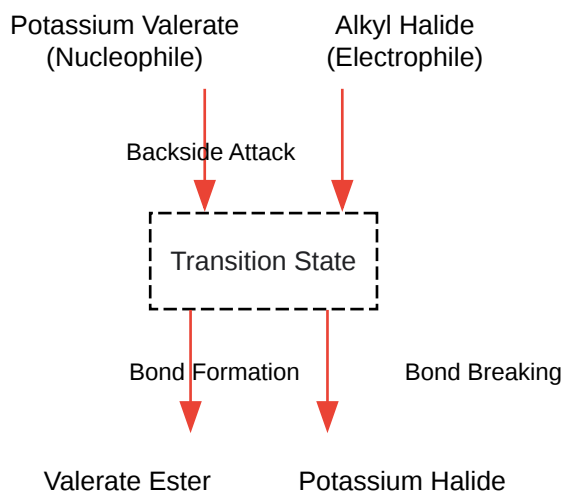 Potassium Valerate
(Nucleophile)
Alkyl Halide
(Electrophile)
Backside Attack
Transition State
Bond Formation
Bond Breaking
Valerate Ester
Potassium Halide